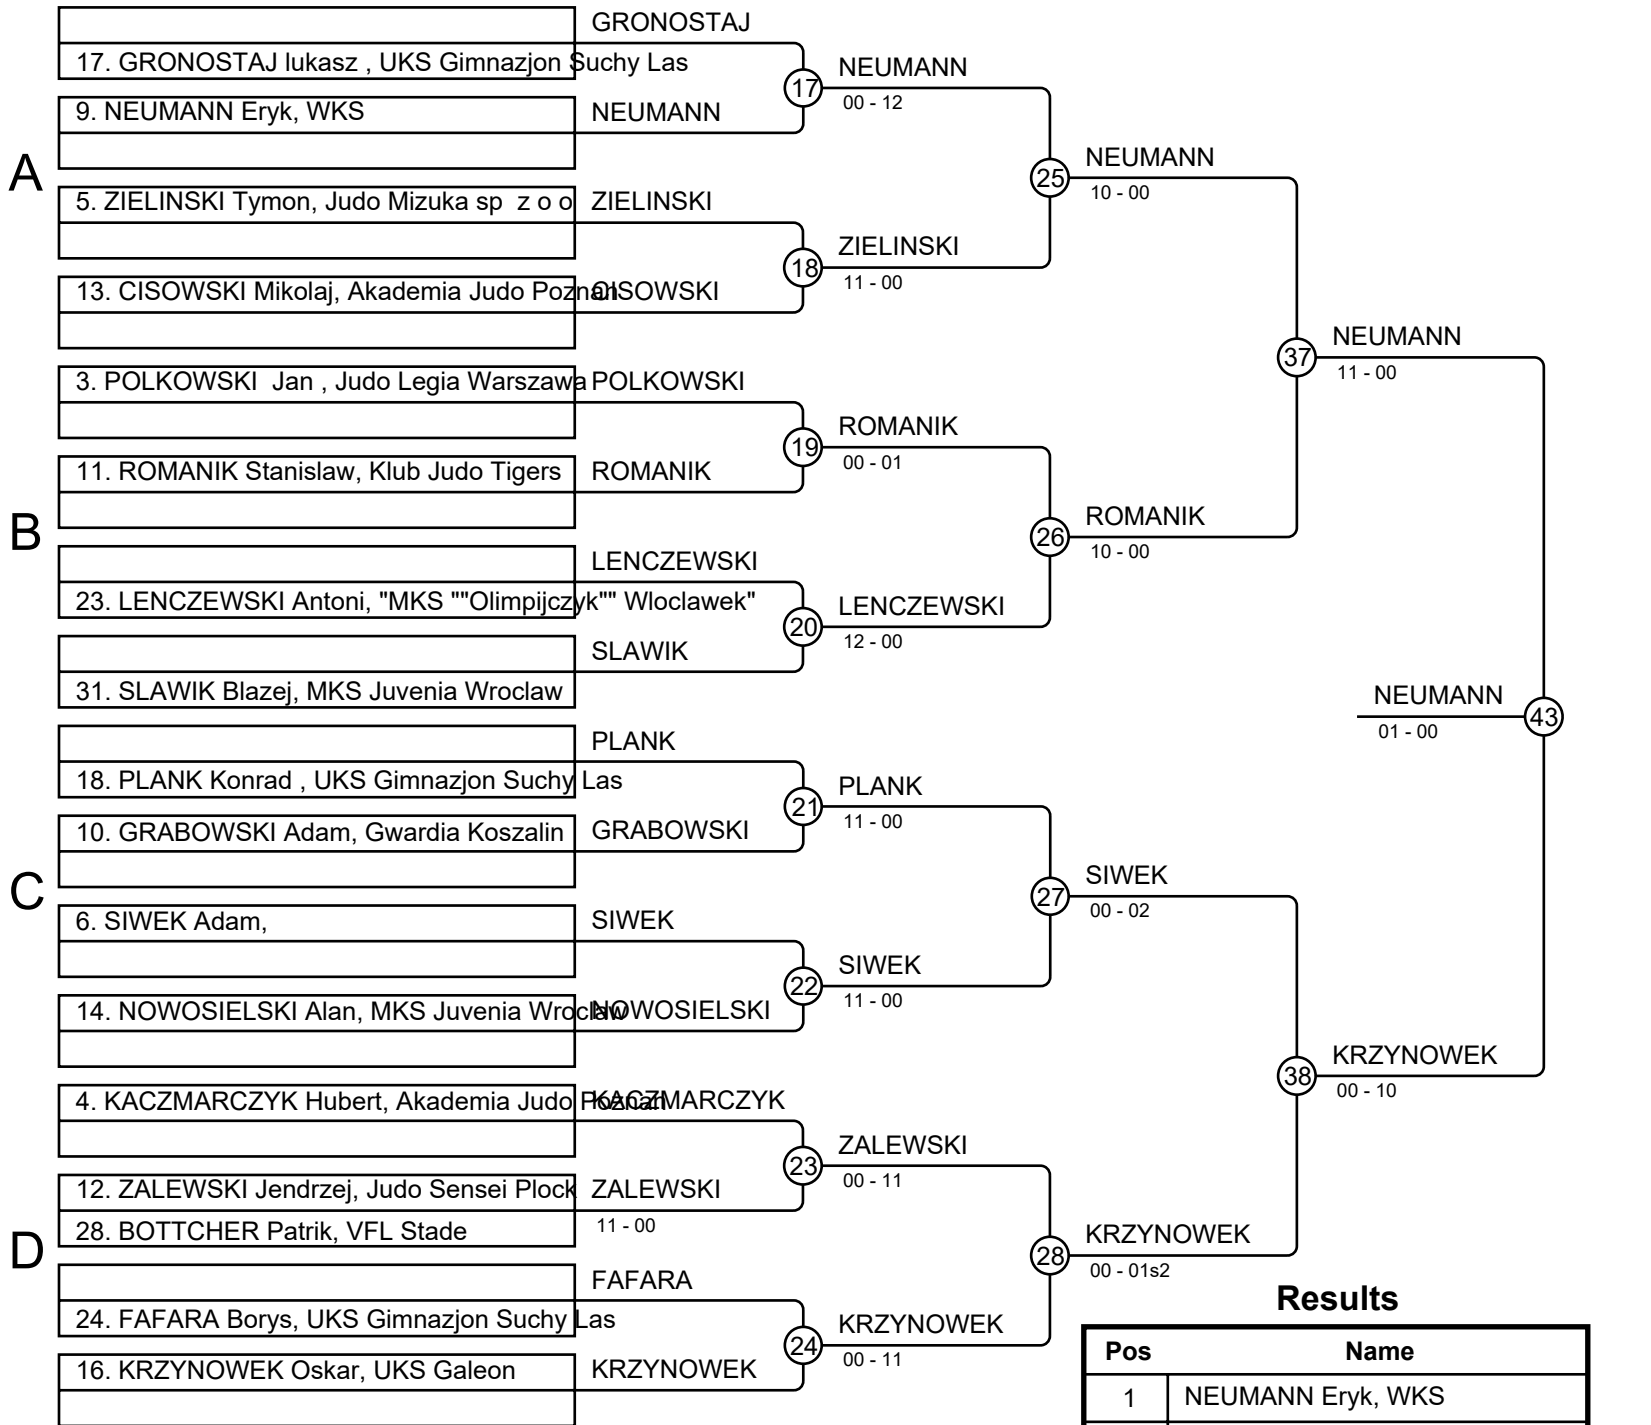 GRONOSTAJ
17. GRONOSTAJ lukasz , UKS Gimnazjon Suchy Las
17
NEUMANN
00 - 12
9. NEUMANN Eryk, WKS
NEUMANN
A
25
NEUMANN
10 - 00
5. ZIELINSKI Tymon, Judo Mizuka sp  z o o
ZIELINSKI
18
ZIELINSKI
11 - 00
13. CISOWSKI Mikolaj, Akademia Judo Poznan
CISOWSKI
37
NEUMANN
11 - 00
3. POLKOWSKI  Jan , Judo Legia Warszawa
POLKOWSKI
19
ROMANIK
00 - 01
11. ROMANIK Stanislaw, Klub Judo Tigers
ROMANIK
B
26
ROMANIK
10 - 00
LENCZEWSKI
23. LENCZEWSKI Antoni, "MKS ""Olimpijczyk"" Wloclawek"
20
LENCZEWSKI
12 - 00
SLAWIK
31. SLAWIK Blazej, MKS Juvenia Wroclaw
NEUMANN
43
01 - 00
PLANK
18. PLANK Konrad , UKS Gimnazjon Suchy Las
21
PLANK
11 - 00
10. GRABOWSKI Adam, Gwardia Koszalin
GRABOWSKI
C
27
SIWEK
00 - 02
6. SIWEK Adam,
SIWEK
22
SIWEK
11 - 00
14. NOWOSIELSKI Alan, MKS Juvenia Wroclaw
NOWOSIELSKI
38
KRZYNOWEK
00 - 10
4. KACZMARCZYK Hubert, Akademia Judo Poznan
KACZMARCZYK
23
ZALEWSKI
00 - 11
12. ZALEWSKI Jendrzej, Judo Sensei Plock
ZALEWSKI
28. BOTTCHER Patrik, VFL Stade
11 - 00
D
28
KRZYNOWEK
00 - 01s2
FAFARA
24. FAFARA Borys, UKS Gimnazjon Suchy Las
24
KRZYNOWEK
00 - 11
16. KRZYNOWEK Oskar, UKS Galeon
KRZYNOWEK
Results
Pos Name
1 NEUMANN Eryk, WKS